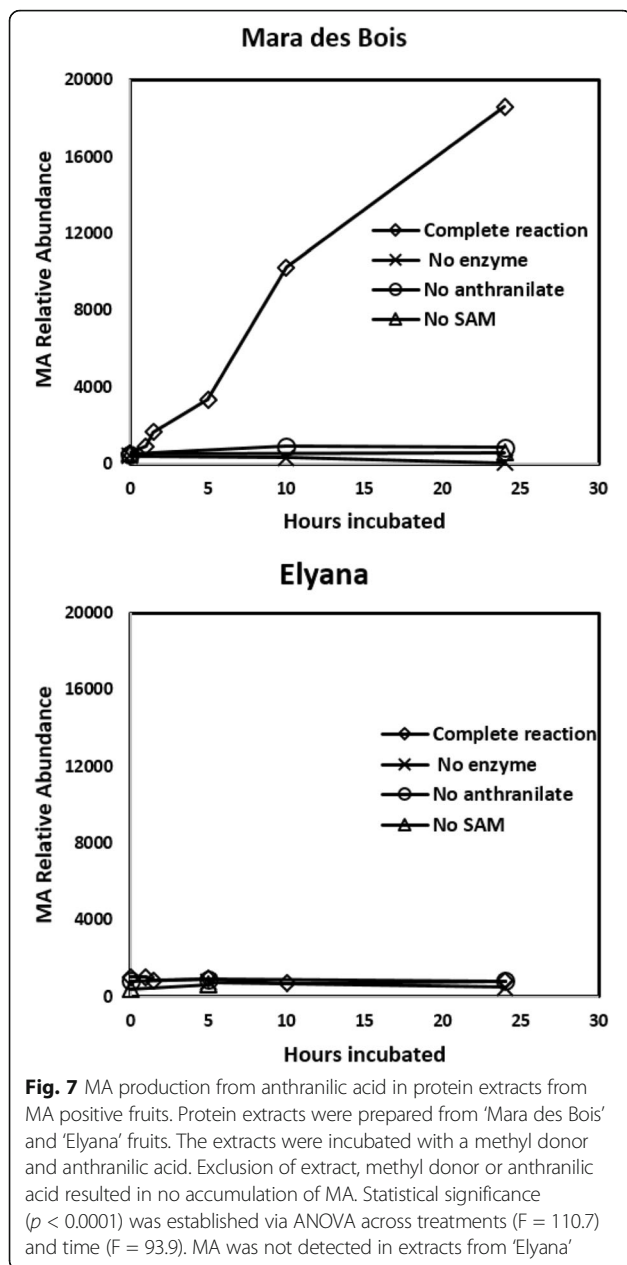 Mara des Bois
20000
16000
12000
8000
4000
0
MA Relative Abundance
Complete reaction
No enzyme
No anthranilate
No SAM
0 5 10 15 20 25 30
Hours incubated
Elyana
20000
16000
12000
8000
4000
0
MA Relative Abundance
Complete reaction
No enzyme
No anthranilate
No SAM
0 5 10 15 20 25 30
Hours incubated
Fig. 7 MA production from anthranilic acid in protein extracts from
MA positive fruits. Protein extracts were prepared from ‘Mara des Bois’
and ‘Elyana’ fruits. The extracts were incubated with a methyl donor
and anthranilic acid. Exclusion of extract, methyl donor or anthranilic
acid resulted in no accumulation of MA. Statistical significance
(p < 0.0001) was established via ANOVA across treatments (F = 110.7)
and time (F = 93.9). MA was not detected in extracts from ‘Elyana’